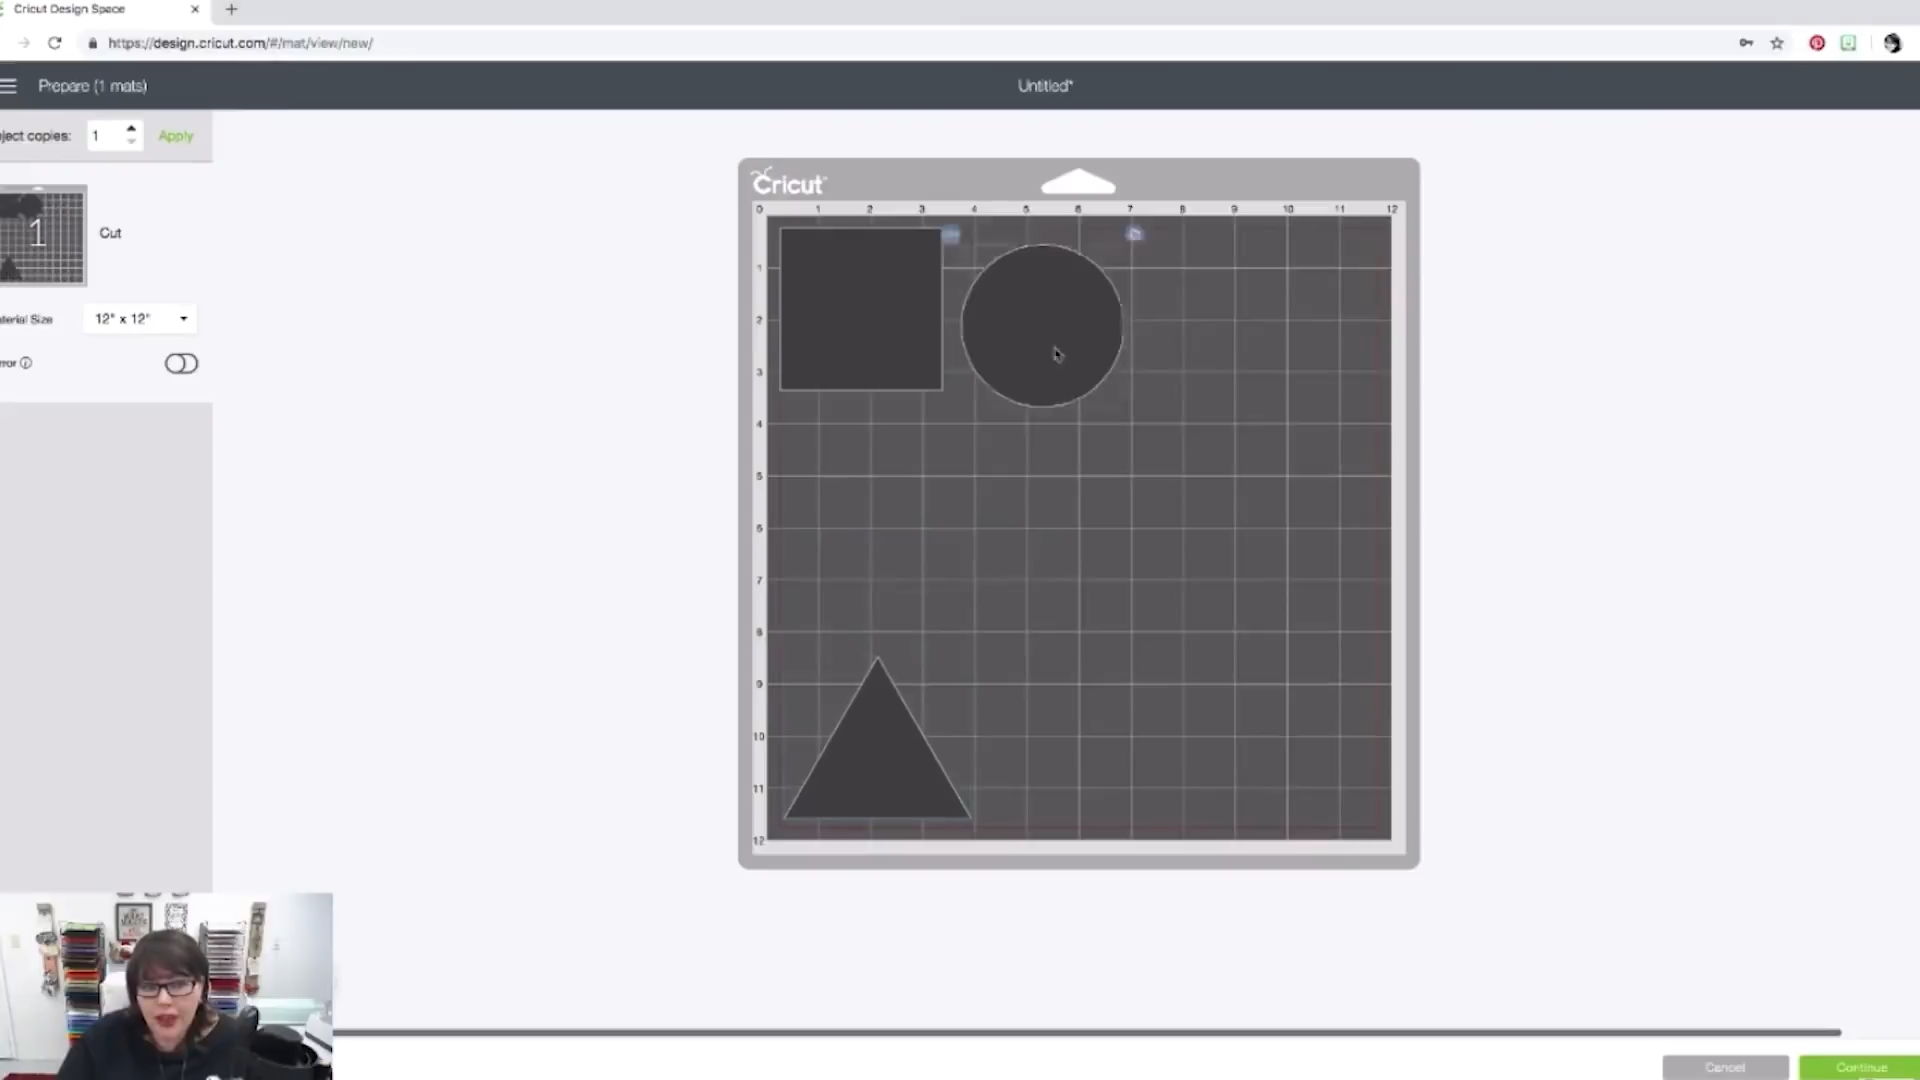 Cricut Design Space
https://design.cricut.com/#/mat/view/new/
Prepare (1 mats)
Untitled*
ject copies: 1 Apply
1
Cut
terial Size 12" x 12"
rror
Cricut
0 1 2 3 4 5 6 7 8 9 10 11 12
1
2
3
4
5
6
7
8
9
10
11
12
Cancel
Continue